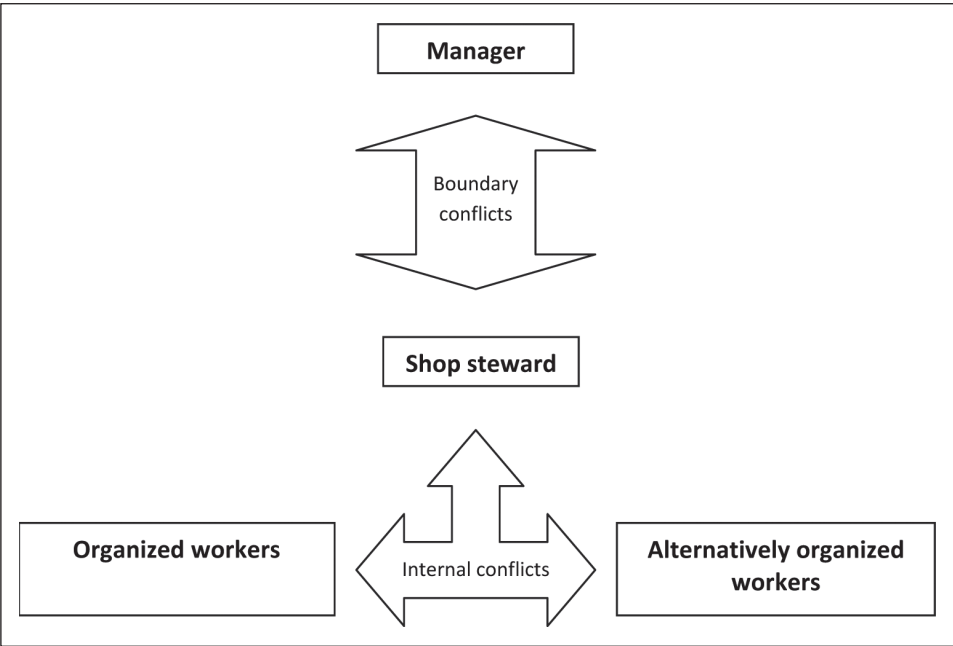 Manager
Boundary
conflicts
Shop steward
Organized workers
Internal conflicts
Alternatively organized
workers